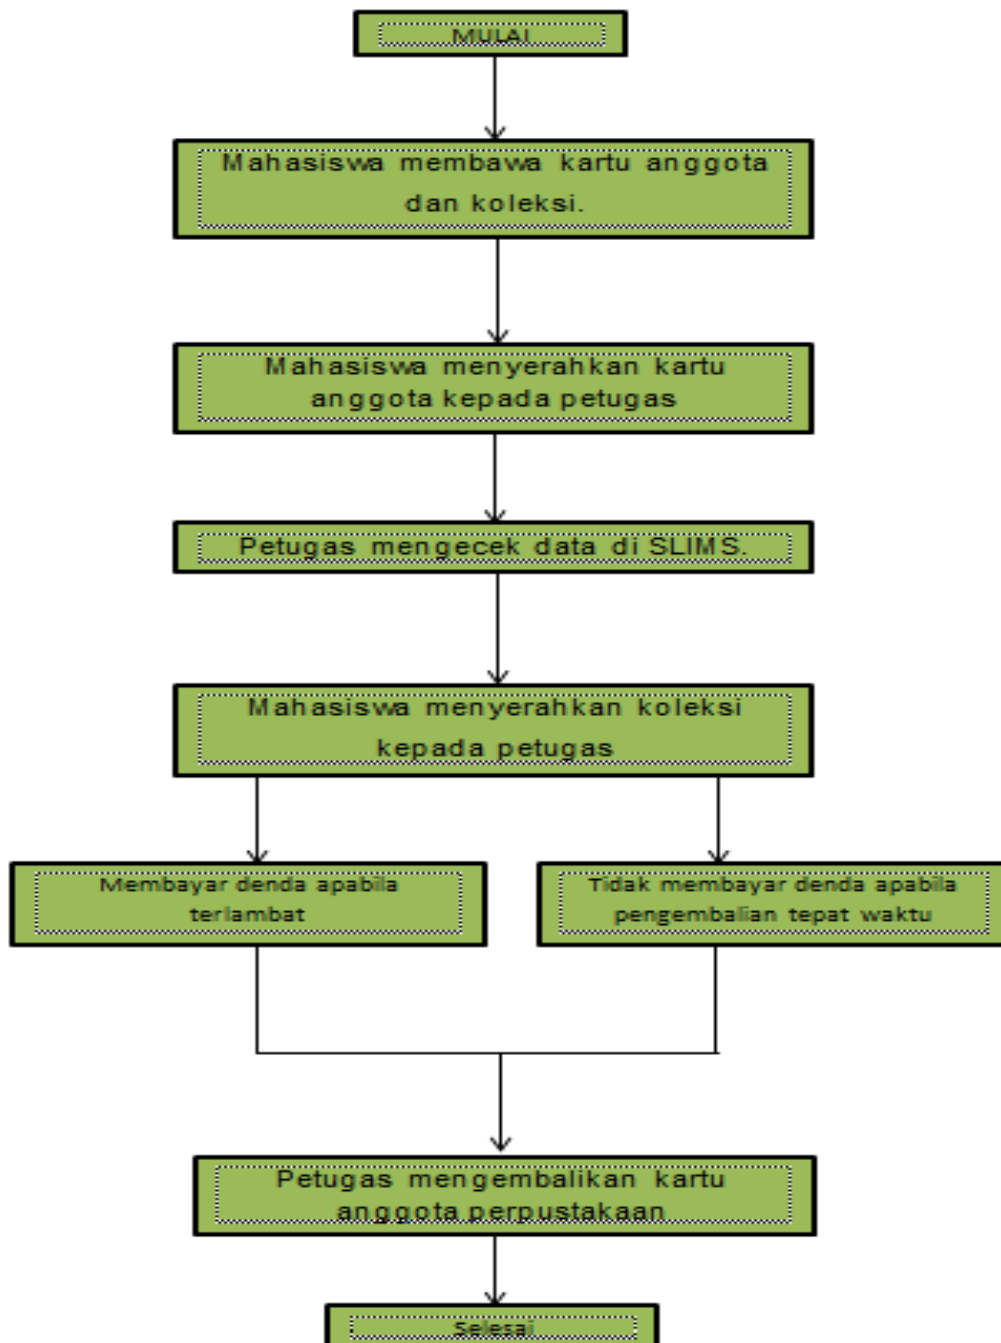 MULAI
Mahasiswa membawa kartu anggota
dan koleksi.
Mahasiswa menyerahkan kartu
anggota kepada petugas
Petugas mengecek data di SLIMS.
Mahasiswa menyerahkan koleksi
kepada petugas
Membayar denda apabila
terlambat
Tidak membayar denda apabila
pengembalian tepat waktu
Petugas mengembalikan kartu
anggota perpustakaan
Selesai